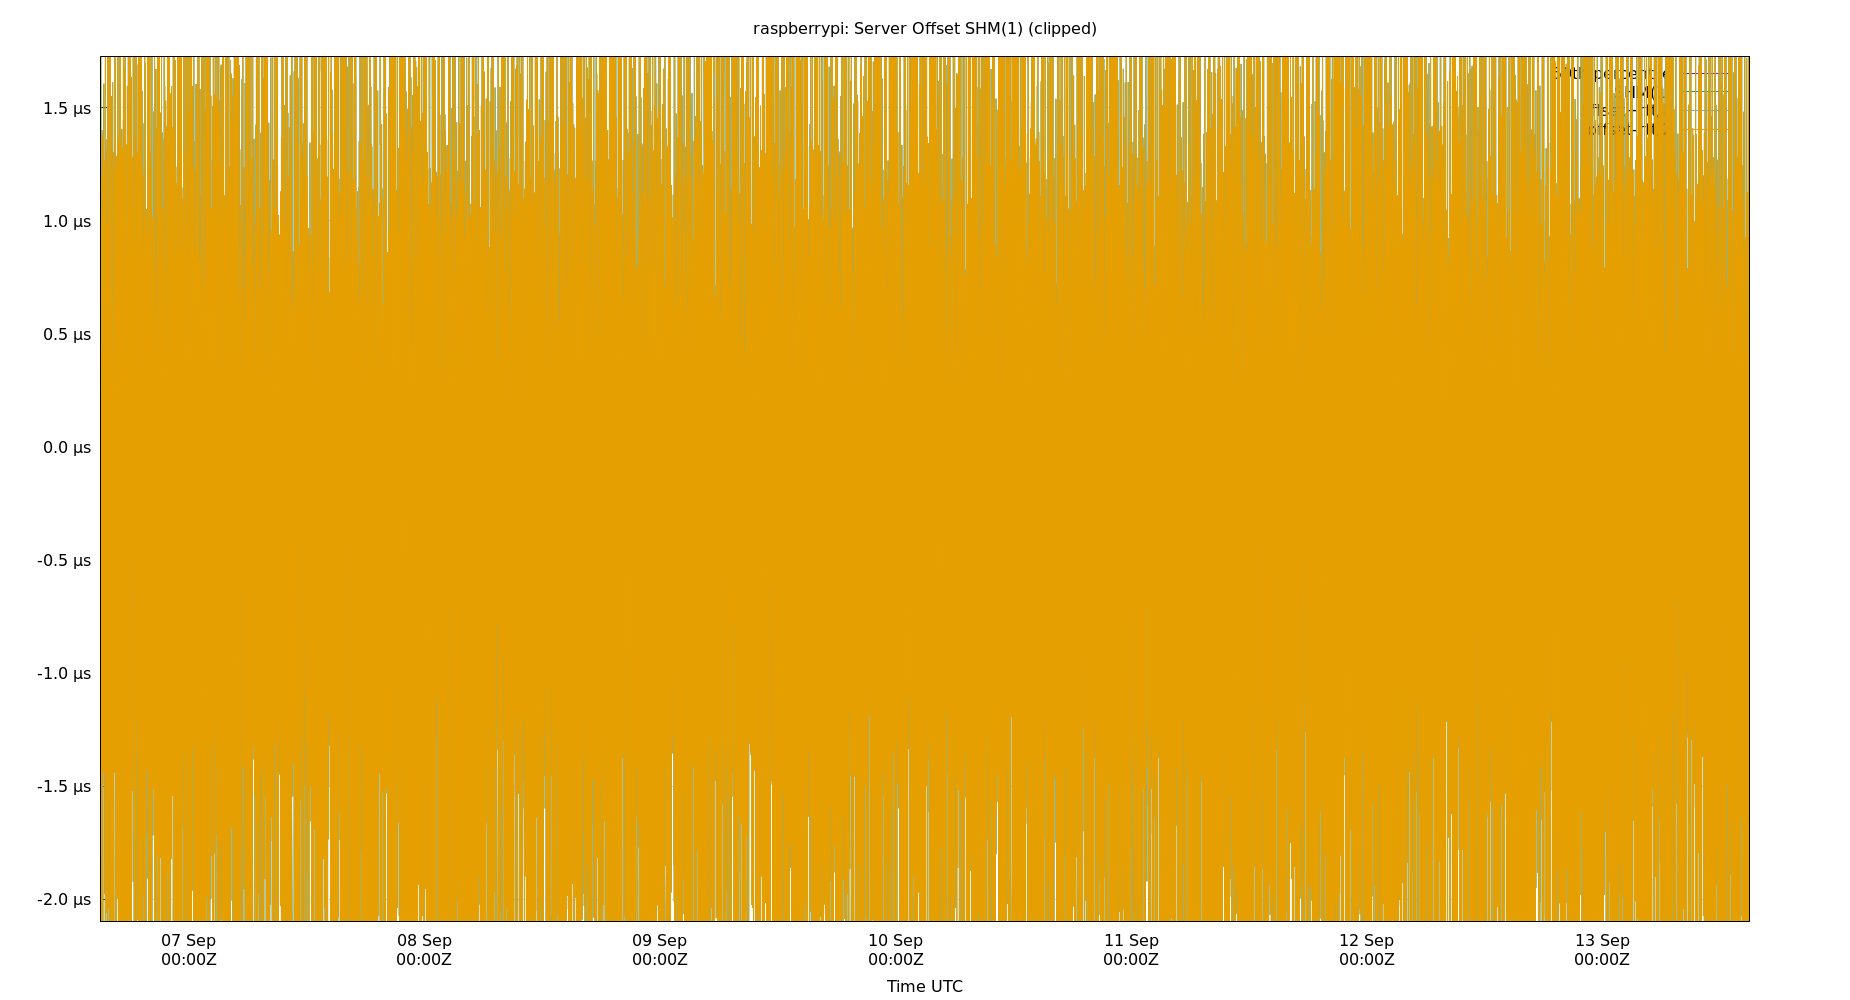 raspberrypi: Server Offset SHM(1) (clipped)
1.5 µs
1.0 µs
0.5 µs
0.0 µs
-0.5 µs
-1.0 µs
-1.5 µs
-2.0 µs
07 Sep 08 Sep 09 Sep 10 Sep 11 Sep 12 Sep 13 Sep
00:00Z 00:00Z 00:00Z 00:00Z 00:00Z 00:00Z 00:00Z
Time UTC